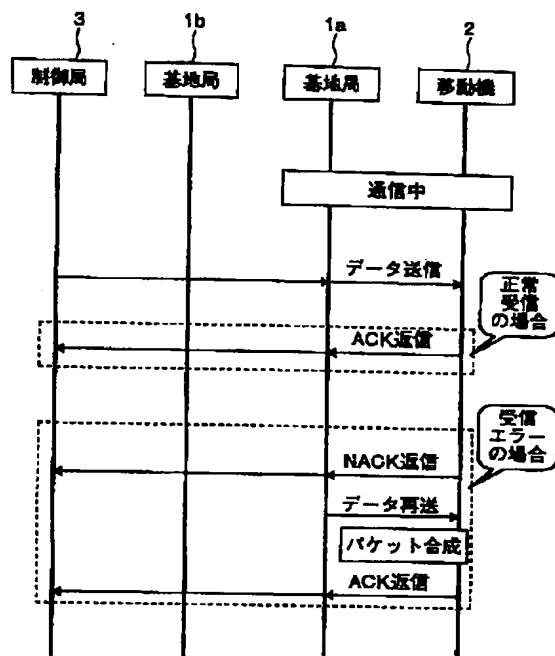 3
1b
1a
2
制御局
基地局
基地局
移動機
通信中
データ送信
正常
受信
の場合
ACK返信
受信
エラー
の場合
NACK返信
データ再送
パケット合成
ACK返信